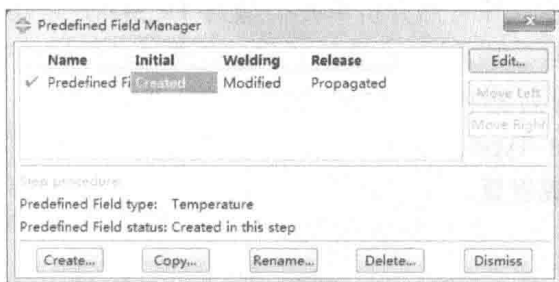 Predefined Field Manager
Name Initial Welding Release
Predefined Fi Created Modified Propagated
Edit...
Move Left
Move Right
Step procedure:
Predefined Field type: Temperature
Predefined Field status: Created in this step
Create... Copy... Rename... Delete... Dismiss